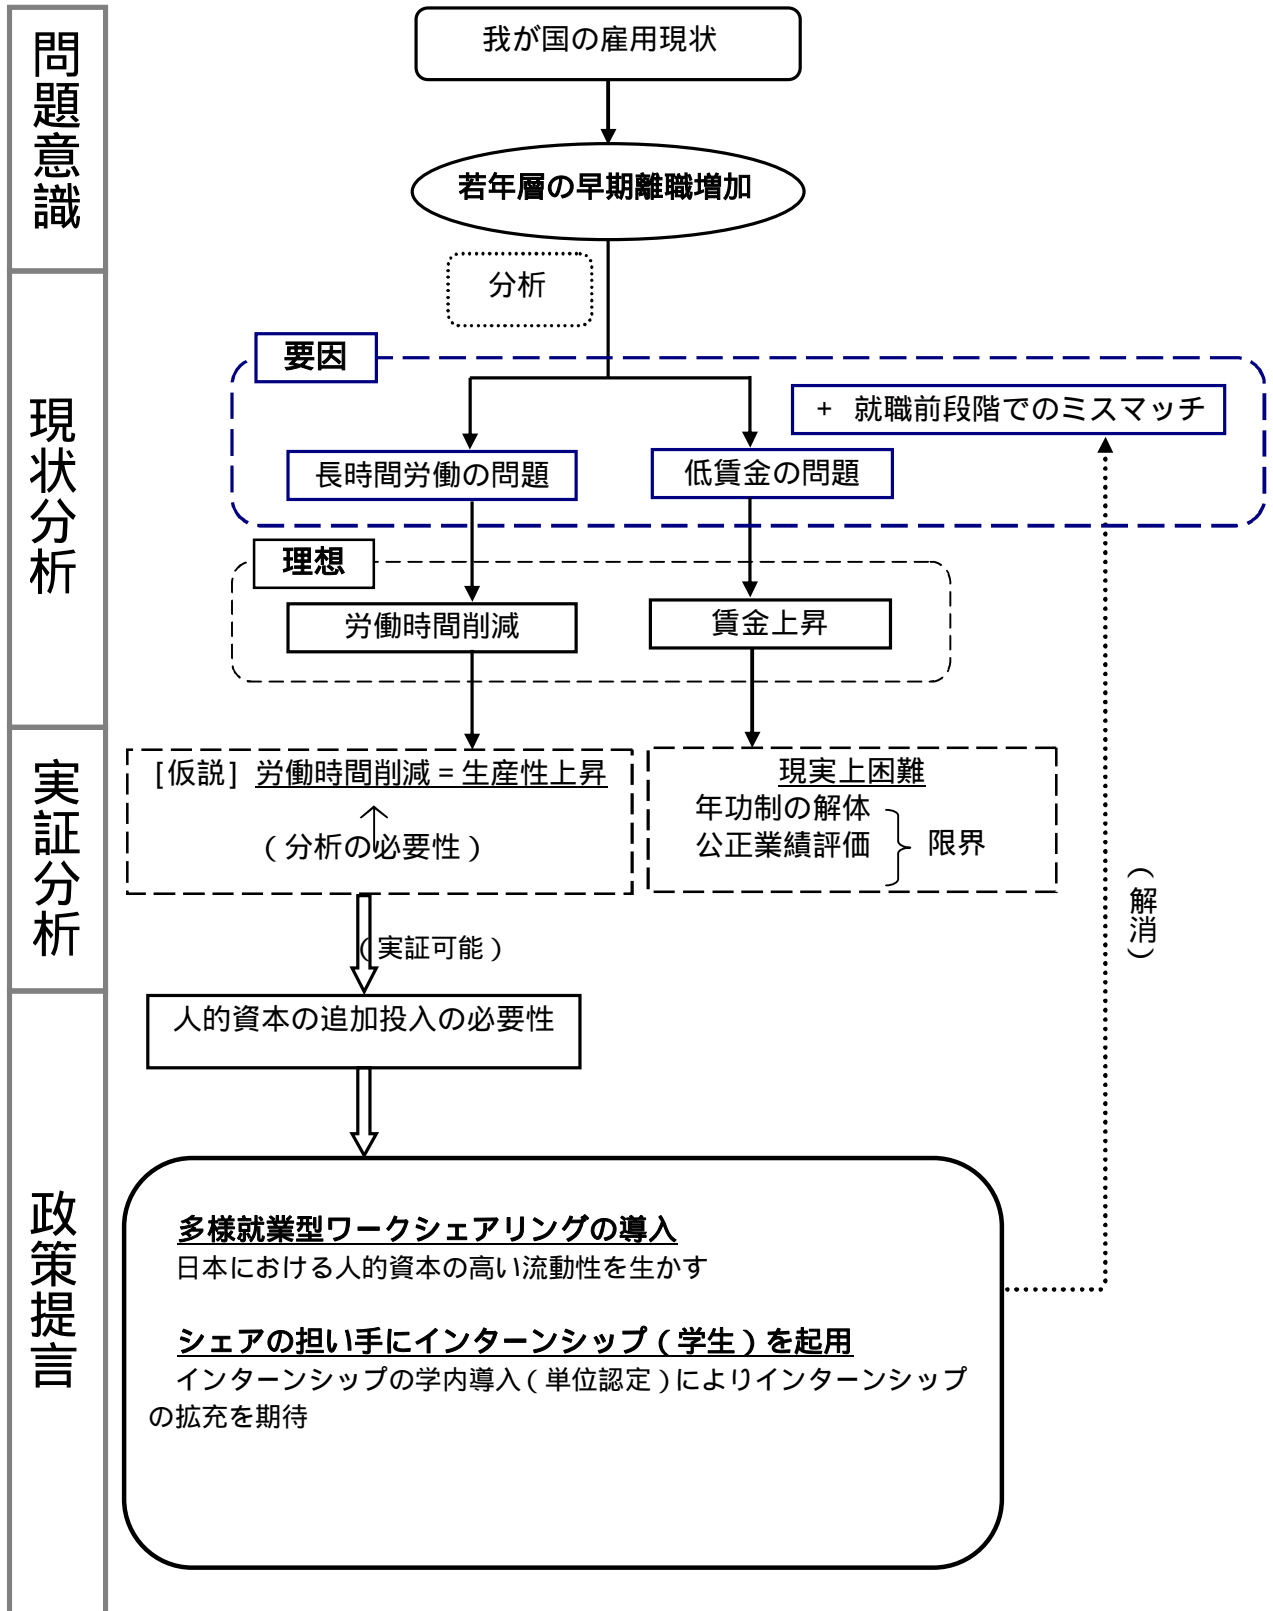 問題意識
我が国の雇用現状
若年層の早期離職増加
現状分析
分析
要因
+ 就職前段階でのミスマッチ
長時間労働の問題
低賃金の問題
理想
労働時間削減
賃金上昇
実証分析
[仮説] 労働時間削減=生産性上昇
(分析の必要性)
現実上困難
年功制の解体
公正業績評価
限界
(解消)
(実証可能)
政策提言
人的資本の追加投入の必要性
多様就業型ワークシェアリングの導入
日本における人的資本の高い流動性を生かす
シェアの担い手にインターンシップ(学生)を起用
インターンシップの学内導入(単位認定)によりインターンシップ
の拡充を期待